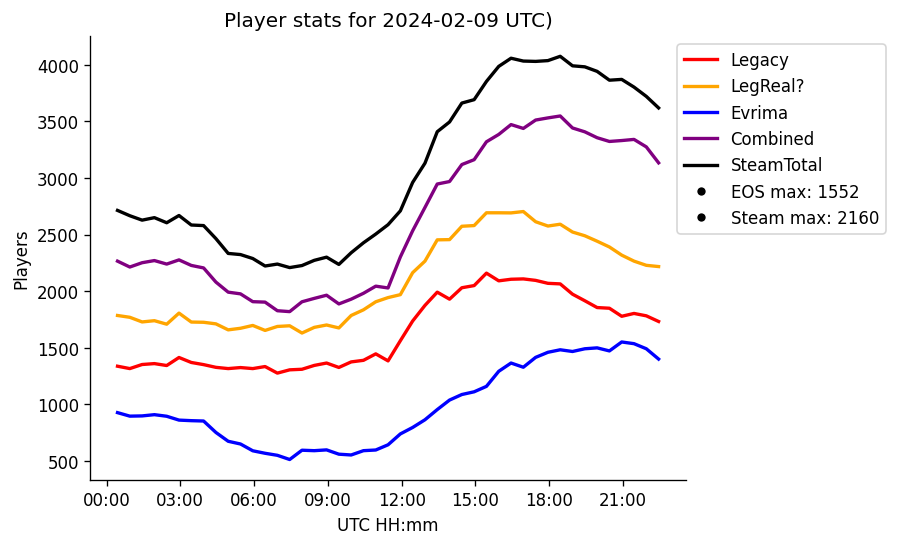 Player stats for 2024-02-09 UTC)
Players
4000
3500
3000
2500
2000
1500
1000
500
00:00 03:00 06:00 09:00 12:00 15:00 18:00 21:00
UTC HH:mm
Legacy
LegReal?
Evrima
Combined
SteamTotal
EOS max: 1552
Steam max: 2160